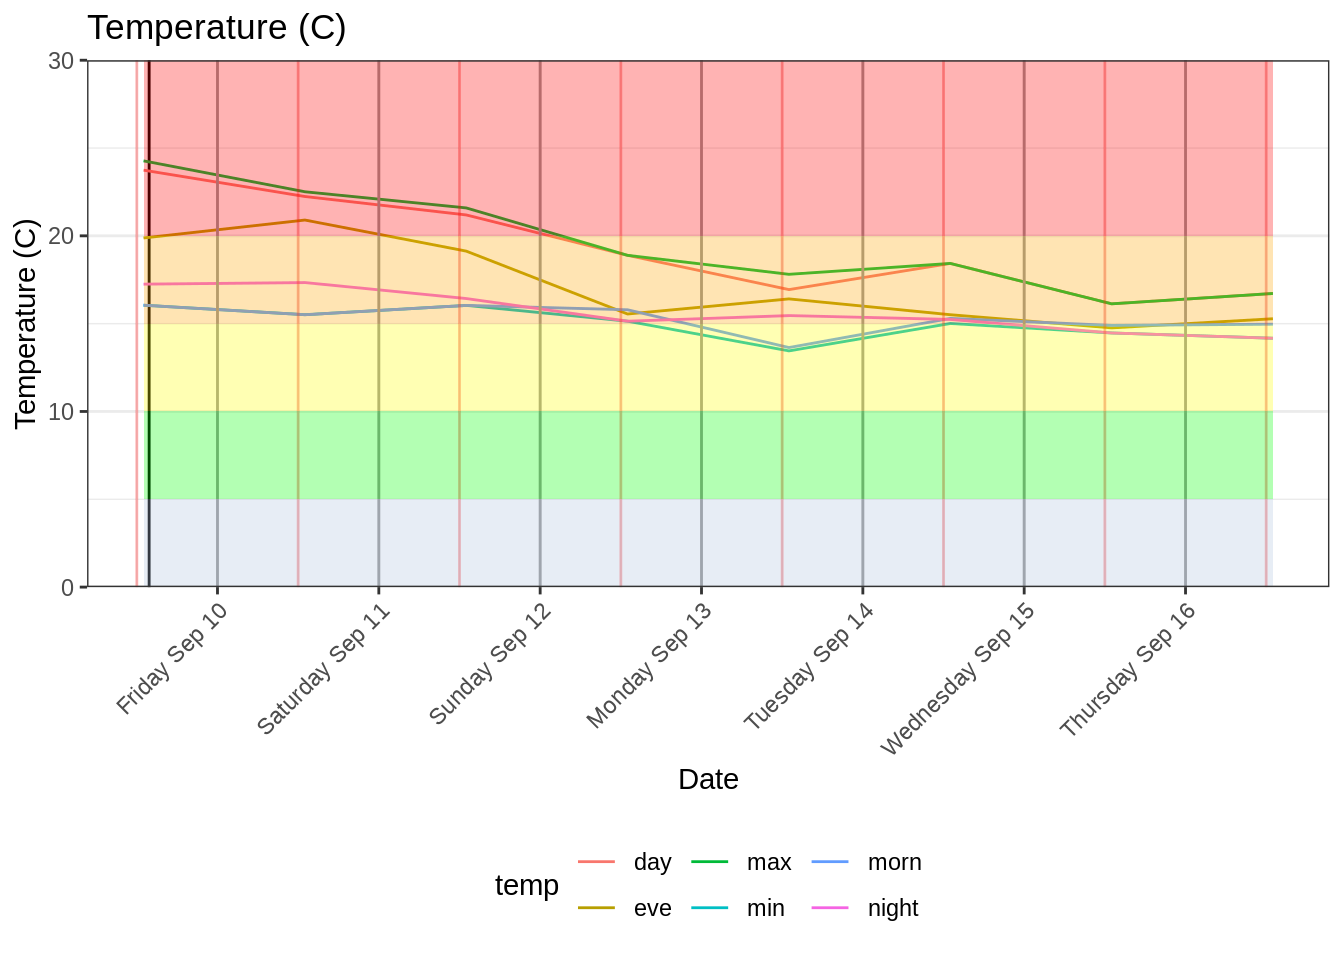 Temperature (C)
30
20
10
0
Temperature (C)
Friday Sep 10
Saturday Sep 11
Sunday Sep 12
Monday Sep 13
Tuesday Sep 14
Wednesday Sep 15
Thursday Sep 16
Date
temp
day max morn
eve min night